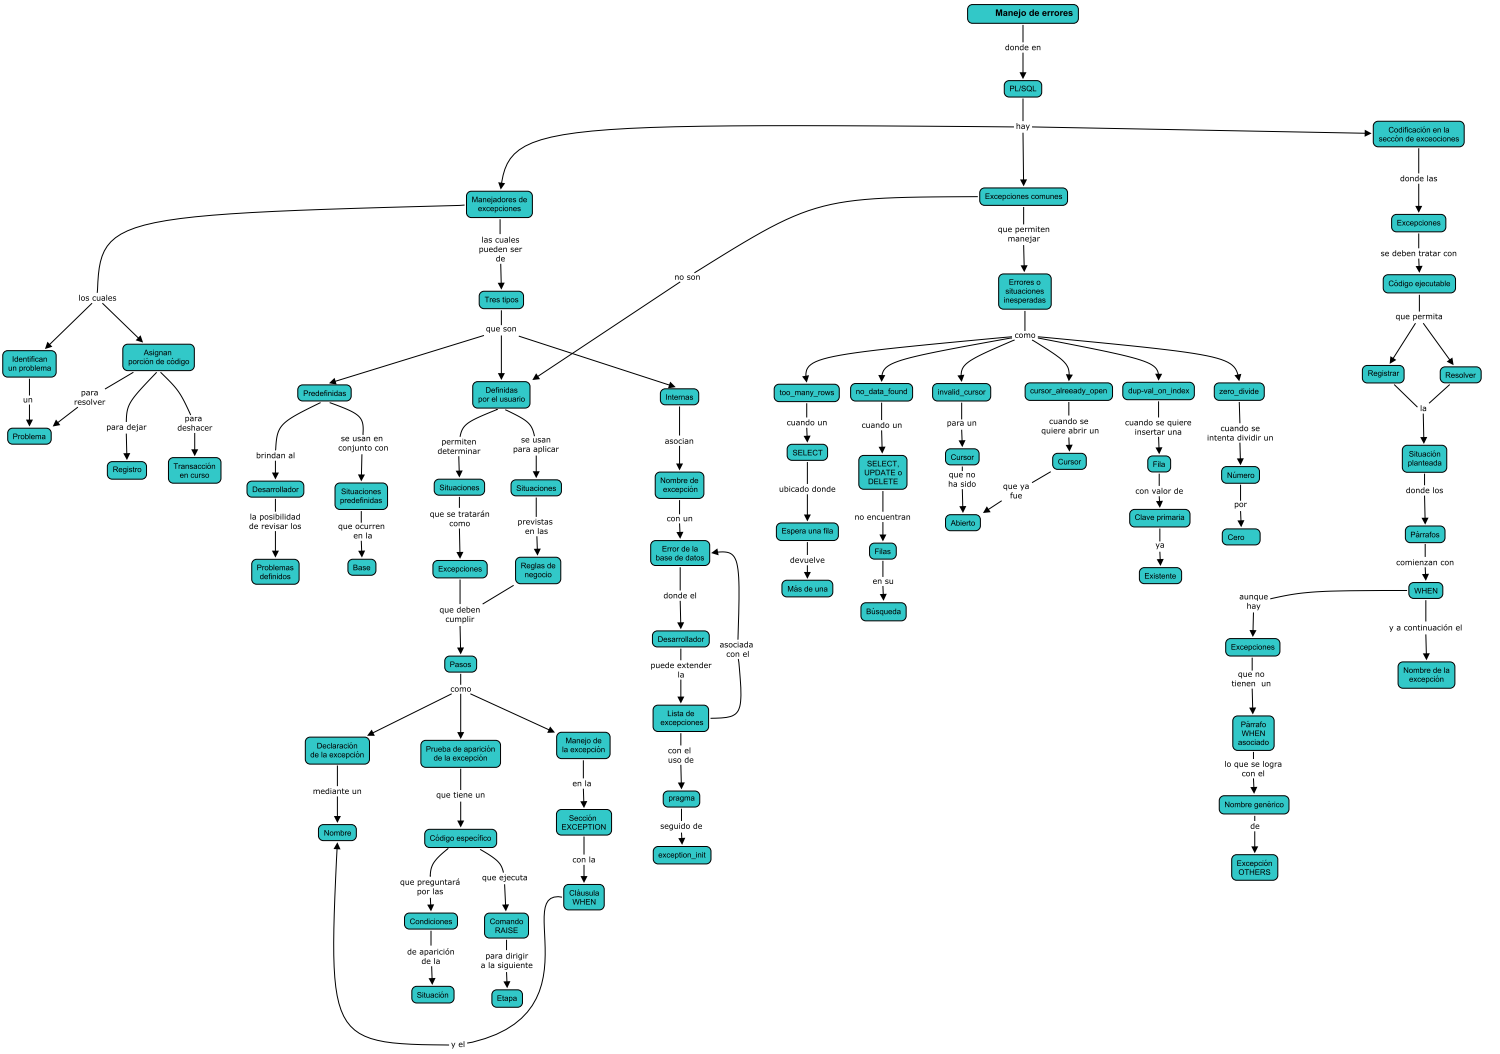 Manejo de errores
donde en
PL/SQL
hay
Manejadores de
excepciones
Excepciones comunes
Codificación en la
seccón de exceociones
los cuales
Identifican
un problema
un
Problema
Asignan
porción de código
para
resolver
para dejar
Registro
para
deshacer
Transacción
en curso
las cuales
pueden ser
de
Tres tipos
que son
Predefinidas
brindan al
Desarrollador
la posibilidad
de revisar los
Problemas
definidos
se usan en
conjunto con
Situaciones
predefinidas
que ocurren
en la
Base
Definidas
por el usuario
permiten
determinar
Situaciones
que se tratarán
como
Excepciones
se usan
para aplicar
Situaciones
previstas
en las
Reglas de
negocio
que deben
cumplir
Pasos
como
Declaración
de la excepción
mediante un
Nombre
Prueba de aparición
de la excepción
que tiene un
Código específico
que preguntará
por las
Condiciones
de aparición
de la
Situación
que ejecuta
Comando
RAISE
para dirigir
a la siguiente
Etapa
Manejo de
la excepción
en la
Sección
EXCEPTION
con la
Cláusula
WHEN
y el
Internas
asocian
Nombre de
excepción
con un
Error de la
base de datos
donde el
Desarrollador
puede extender
la
Lista de
excepciones
asociada
con el
con el
uso de
pragma
seguido de
exception_init
no son
que permiten
manejar
Errores o
situaciones
inesperadas
como
too_many_rows
cuando un
SELECT
ubicado donde
Espera una fila
devuelve
Más de una
no_data_found
cuando un
SELECT,
UPDATE o
DELETE
no encuentran
Filas
en su
Búsqueda
invalid_cursor
para un
Cursor
que no
ha sido
Abierto
cursor_alreeady_open
cuando se
quiere abrir un
Cursor
que ya
fue
dup-val_on_index
cuando se quiere
insertar una
Fila
con valor de
Clave primaria
ya
Existente
zero_divide
cuando se
intenta dividir un
Número
por
Cero
donde las
Excepciones
se deben tratar con
Código ejecutable
que permita
Registrar
Resolver
la
Situación
planteada
donde los
Párrafos
comienzan con
WHEN
y a continuación el
Nombre de la
excepción
aunque
hay
Excepciones
que no
tienen un
Párrafo
WHEN
asociado
lo que se logra
con el
Nombre genérico
de
Excepción
OTHERS